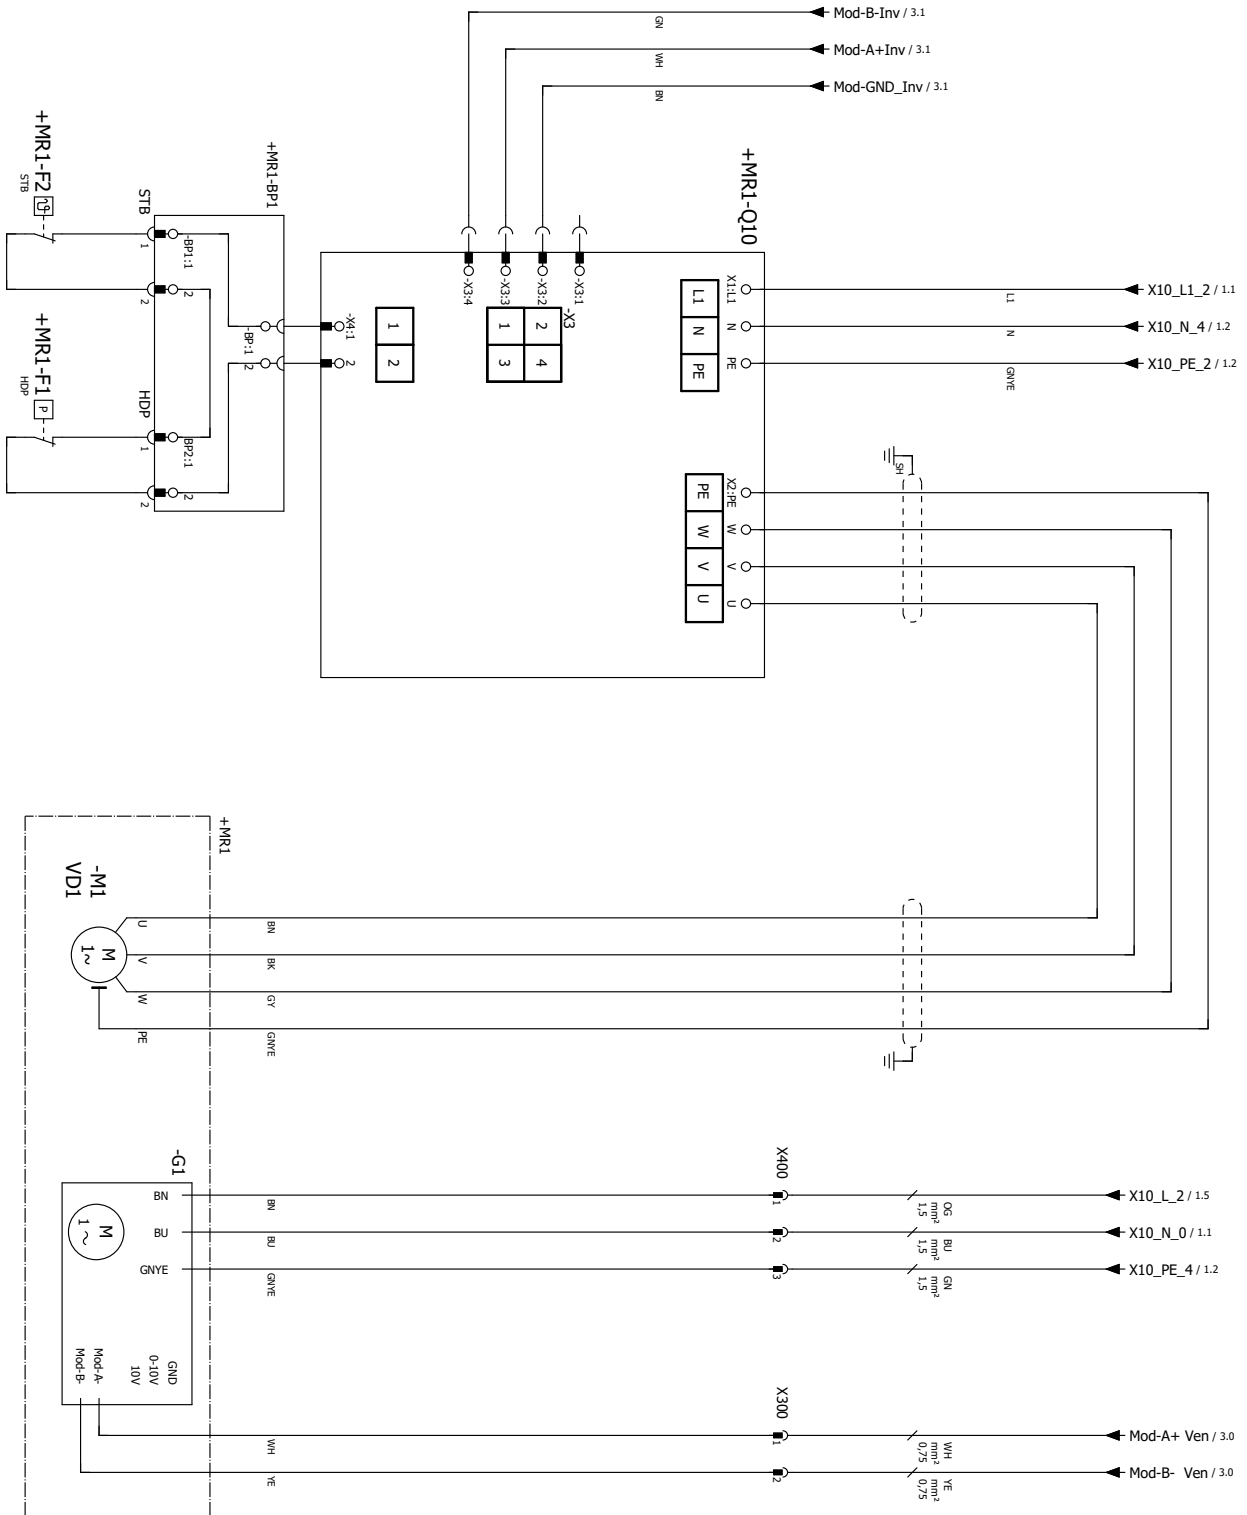 Mod-B-Inv / 3.1
GN
Mod-A+Inv / 3.1
WH
Mod-GND_Inv / 3.1
BN
+MR1-F2
STB
+MR1-BP1
+MR1-Q10
STB
1
2
-BP1:1
2
+MR1-F1
HDP
P
HDP
1
2
BP2:1
2
-BP:1
2
-X4:1
2
1
2
-X3:4
-X3:3
-X3:2
-X3:1
-X3
1
2
3
4
X1:L1
N
PE
L1
N
PE
L1
N
GNYE
X10_L1_2 / 1.1
X10_N_4 / 1.2
X10_PE_2 / 1.2
SH
X2:PE
W
V
U
PE
W
V
U
+MR1
-M1
VD1
M
1~
U
V
W
PE
BN
BK
GY
GNYE
-G1
M
1~
BN
BU
GNYE
GND
0-10V
10V
Mod-A-
Mod-B-
BN
BU
GNYE
X400
1
2
3
OG
mm²
1,5
BU
mm²
1,5
GN
mm²
1,5
X10_L_2 / 1.5
X10_N_0 / 1.1
X10_PE_4 / 1.2
WH
YE
X300
1
2
WH
mm²
0,75
YE
mm²
0,75
Mod-A+ Ven / 3.0
Mod-B- Ven / 3.0